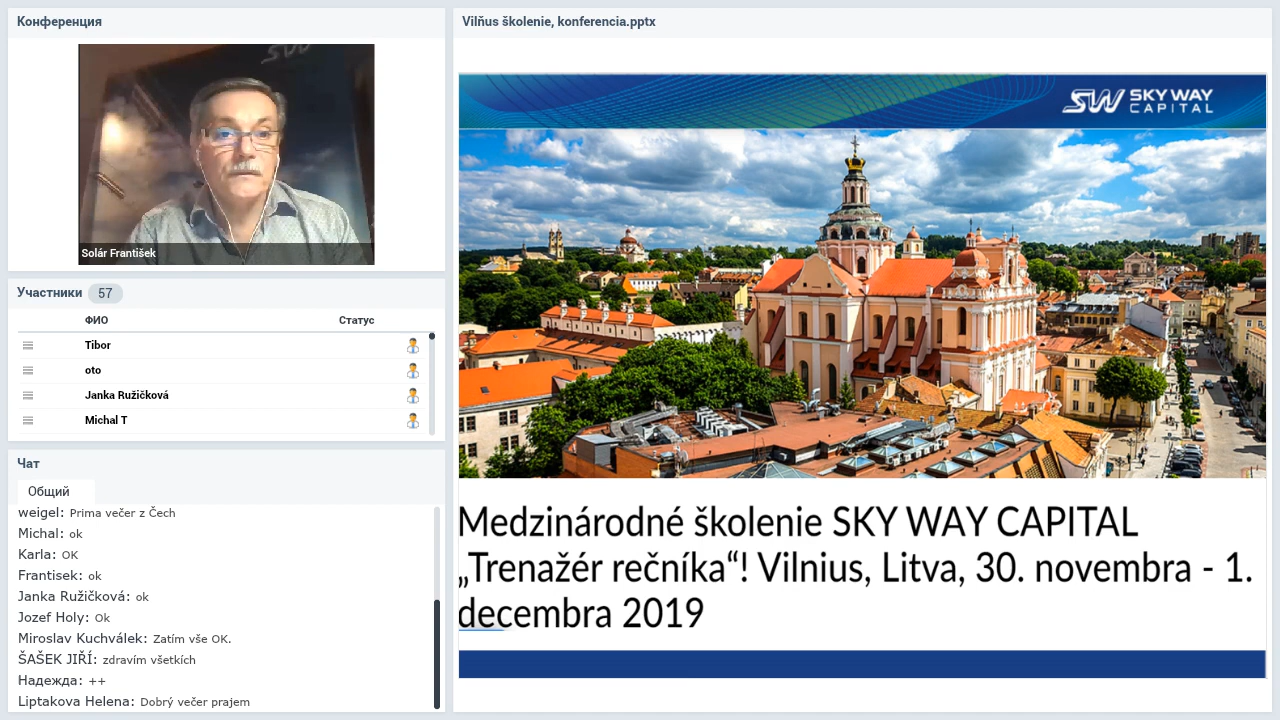 Конференция
Solár František
Участники 57
ФИО Статус
Tibor
oto
Janka Ružičková
Michal T
Чат
Общий
weigel: Prima večer z Čech
Michal: ok
Karla: OK
Frantisek: ok
Janka Ružičková: ok
Jozef Holy: Ok
Miroslav Kuchválek: Zatím vše OK.
ŠAŠEK JIŘÍ: zdravím všetkích
Надежда: ++
Liptakova Helena: Dobrý večer prajem
Vilňus školenie, konferencia.pptx
SW SKY WAY
CAPITAL
Medzinárodné školenie SKY WAY CAPITAL
„Trenažér rečníka“! Vilnius, Litva, 30. novembra - 1.
decembra 2019